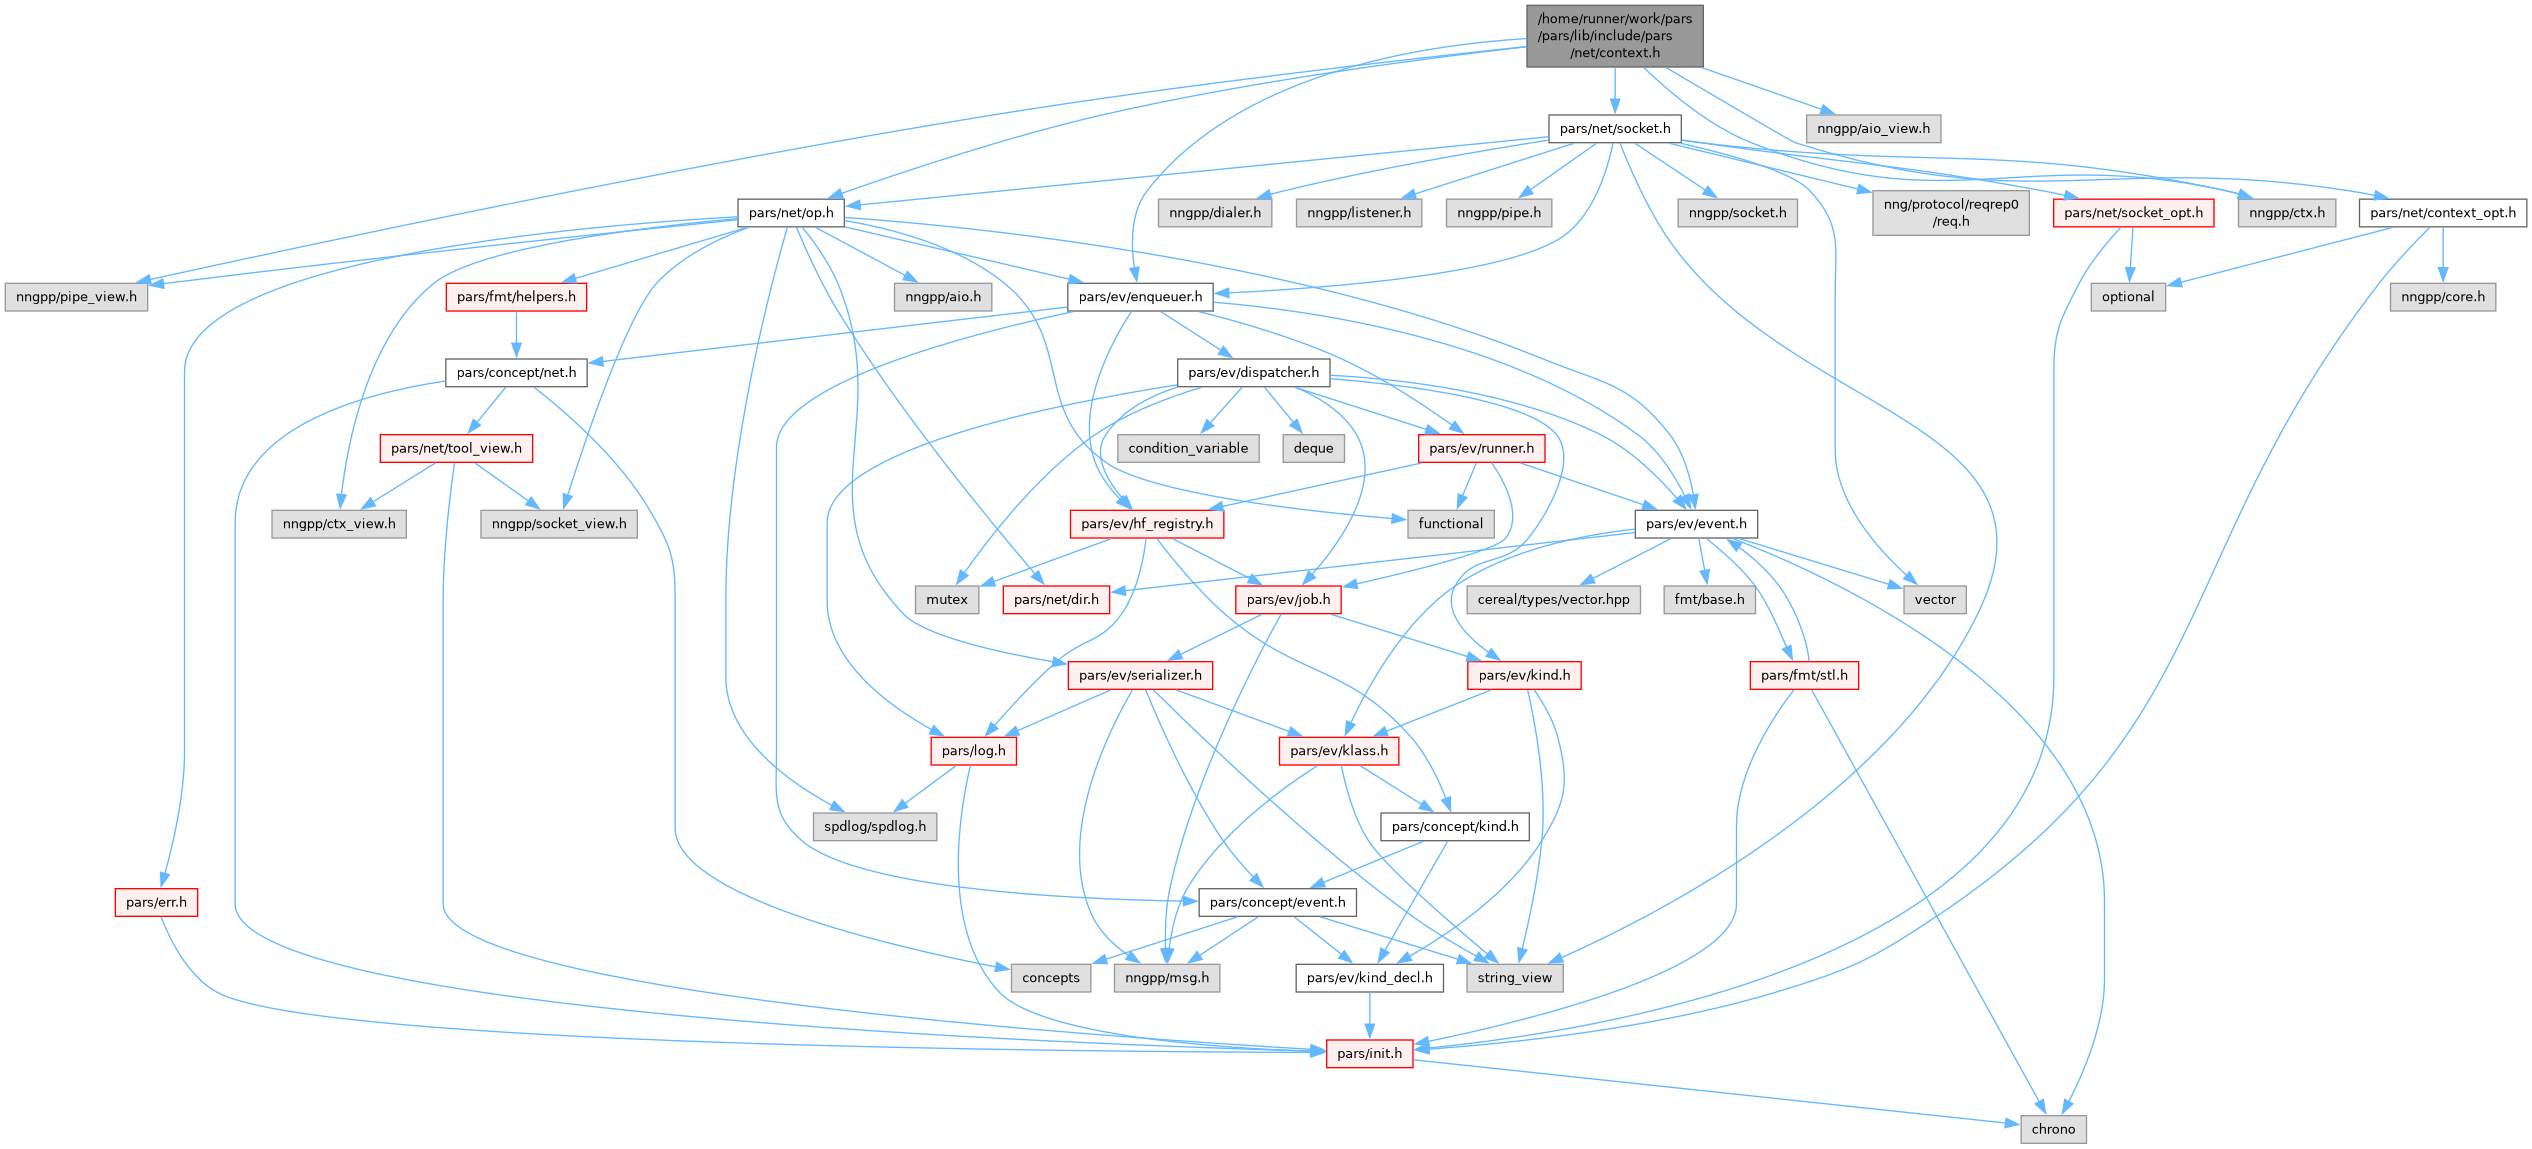 /home/runner/work/pars
/pars/lib/include/pars
/net/context.h
pars/net/socket.h
nngpp/aio_view.h
pars/net/op.h
nngpp/dialer.h
nngpp/listener.h
nngpp/pipe.h
nngpp/socket.h
nng/protocol/reqrep0
/req.h
pars/net/socket_opt.h
nngpp/ctx.h
pars/net/context_opt.h
nngpp/pipe_view.h
pars/fmt/helpers.h
nngpp/aio.h
pars/ev/enqueuer.h
optional
nngpp/core.h
pars/concept/net.h
pars/ev/dispatcher.h
pars/net/tool_view.h
condition_variable
deque
pars/ev/runner.h
nngpp/ctx_view.h
nngpp/socket_view.h
pars/ev/hf_registry.h
functional
pars/ev/event.h
mutex
pars/net/dir.h
pars/ev/job.h
cereal/types/vector.hpp
fmt/base.h
vector
pars/ev/serializer.h
pars/ev/kind.h
pars/fmt/stl.h
pars/log.h
pars/ev/klass.h
spdlog/spdlog.h
pars/concept/kind.h
pars/err.h
pars/concept/event.h
concepts
nngpp/msg.h
pars/ev/kind_decl.h
string_view
pars/init.h
chrono